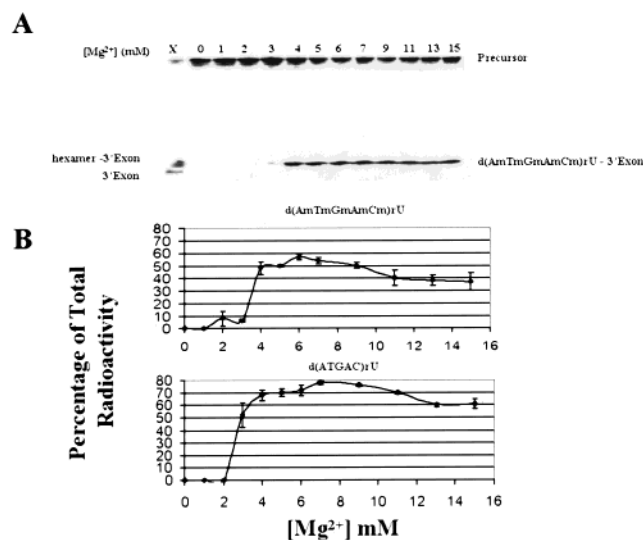 A
[Mg²⁺] (mM) X 0 1 2 3 4 5 6 7 9 11 13 15
Precursor
hexamer -3'Exon
3'Exon
d(AmTmGmAmCm)rU - 3'Exon
B
d(AmTmGmAmCm)rU
80
70
60
50
40
30
20
10
0
0 2 4 6 8 10 12 14 16
d(ATGAC)rU
80
70
60
50
40
30
20
10
0
0 2 4 6 8 10 12 14 16
Percentage of Total
Radioactivity
[Mg²⁺] mM